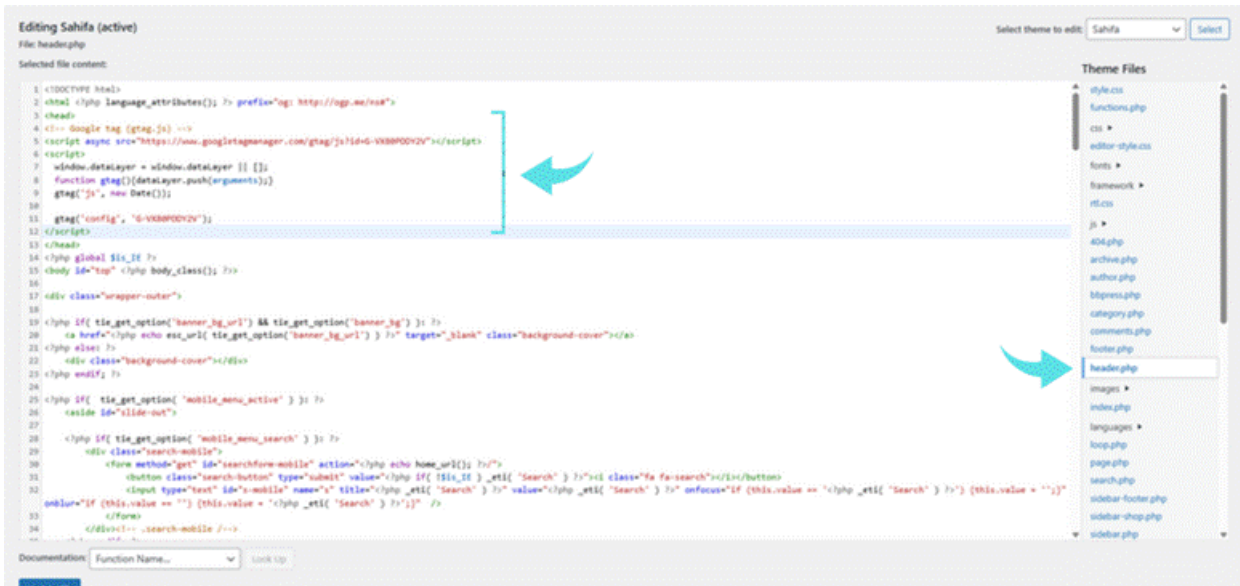 Editing Sahifa (active)
Select theme to edit: Sahifa Select
File: header.php
Selected file content:
Theme Files
1 <!DOCTYPE html>
2 <html <?php language_attributes(); ?> prefix="og: http://ogp.me/ns#">
3 <head>
4 <!-- Google tag (gtag.js) -->
5 <script async src="https://www.googletagmanager.com/gtag/js?id=
6 <script>
7 window.dataLayer = window.dataLayer || [];
8 function gtag(){dataLayer.push(arguments);}
9 gtag('js', new Date());
10
11 gtag('config',
12 </script>
13 </head>
14 <?php global $is_IE ?>
15 <body id="top" <?php body_class(); ?>>
16
17 <div class="wrapper-outer">
18
19 <?php if( tie_get_option('banner_bg_url') && tie_get_option('banner_bg') ): ?>
20 <a href="<?php echo esc_url( tie_get_option('banner_bg_url') ) ?>" target="_blank" class="background-cover"></a>
21 <?php else: ?>
22 <div class="background-cover"></div>
23 <?php endif; ?>
24
25 <?php if( tie_get_option( 'mobile_menu_active' ) ): ?>
26 <aside id="slide-out">
27
28 <?php if( tie_get_option( 'mobile_menu_search' ) ): ?>
29 <div class="search-mobile">
30 <form method="get" id="searchform-mobile" action="<?php echo home_url(); ?>/">
31 <button class="search-button" type="submit" value="<?php if( !$is_IE ) _eti( 'Search' ) ?>"><i class="fa fa-search"></i></button>
32 <input type="text" id="s-mobile" name="s" title="<?php _eti( 'Search' ) ?>" value="<?php _eti( 'Search' ) ?>" onfocus="if (this.value == '<?php _eti( 'Search' ) ?>') {this.value = '';}"
onblur="if (this.value == '') {this.value = '<?php _eti( 'Search' ) ?>';}" />
33 </form>
34 </div><!-- .search-mobile /-->
style.css
functions.php
css
editor-style.css
fonts
framework
rtl.css
js
404.php
archive.php
author.php
bbpress.php
category.php
comments.php
footer.php
header.php
images
index.php
languages
loop.php
page.php
search.php
sidebar-footer.php
sidebar-shop.php
sidebar.php
Documentation: Function Name... Look Up